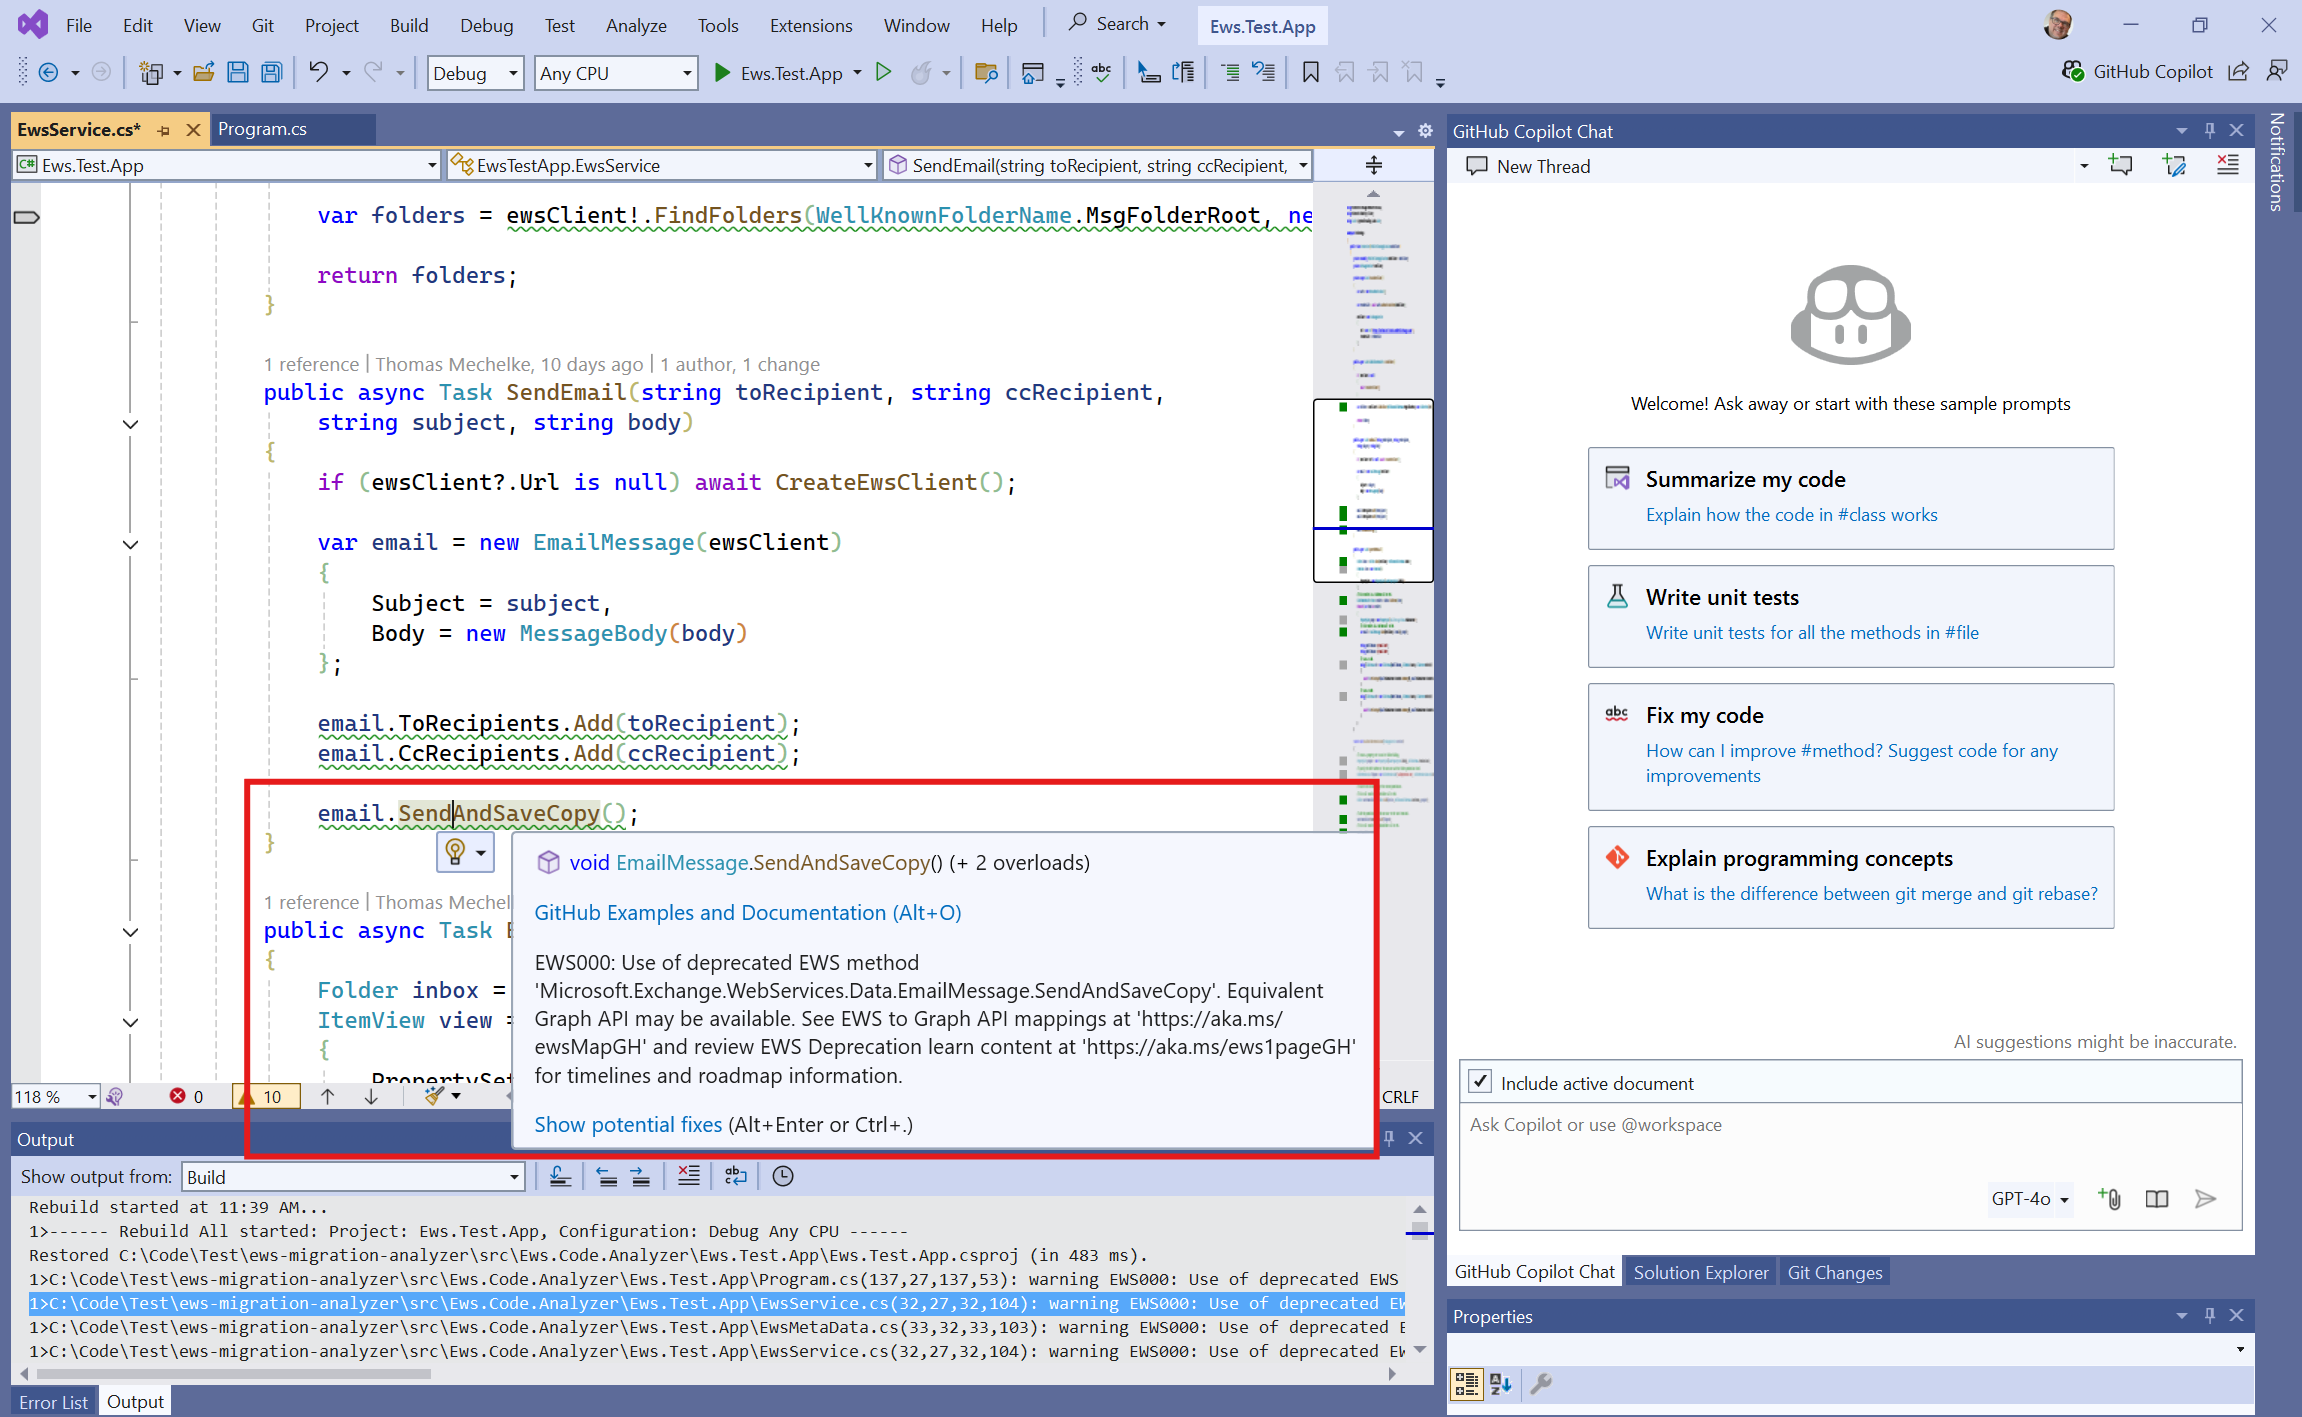 File Edit View Git Project Build Debug Test Analyze Tools Extensions Window Help Search Ews.Test.App
Debug Any CPU Ews.Test.App abc GitHub Copilot
EwsService.cs* Program.cs
C# Ews.Test.App EwsTestApp.EwsService SendEmail(string toRecipient, string ccRecipient,
var folders = ewsClient!.FindFolders(WellKnownFolderName.MsgFolderRoot, ne
return folders;
}
1 reference | Thomas Mechelke, 10 days ago | 1 author, 1 change
public async Task SendEmail(string toRecipient, string ccRecipient,
string subject, string body)
{
if (ewsClient?.Url is null) await CreateEwsClient();
var email = new EmailMessage(ewsClient)
{
Subject = subject,
Body = new MessageBody(body)
};
email.ToRecipients.Add(toRecipient);
email.CcRecipients.Add(ccRecipient);
email.SendAndSaveCopy();
}
1 reference | Thomas Mechel
public async Task
{
Folder inbox =
ItemView view =
{
PropertySet
void EmailMessage.SendAndSaveCopy() (+ 2 overloads)
GitHub Examples and Documentation (Alt+O)
EWS000: Use of deprecated EWS method
'Microsoft.Exchange.WebServices.Data.EmailMessage.SendAndSaveCopy'. Equivalent
Graph API may be available. See EWS to Graph API mappings at 'https://aka.ms/
ewsMapGH' and review EWS Deprecation learn content at 'https://aka.ms/ews1pageGH'
for timelines and roadmap information.
Show potential fixes (Alt+Enter or Ctrl+.)
118 % 0 10 CRLF
Output
Show output from: Build
Rebuild started at 11:39 AM...
1>------ Rebuild All started: Project: Ews.Test.App, Configuration: Debug Any CPU ------
Restored C:\Code\Test\ews-migration-analyzer\src\Ews.Code.Analyzer\Ews.Test.App\Ews.Test.App.csproj (in 483 ms).
1>C:\Code\Test\ews-migration-analyzer\src\Ews.Code.Analyzer\Ews.Test.App\Program.cs(137,27,137,53): warning EWS000: Use of deprecated EWS
1>C:\Code\Test\ews-migration-analyzer\src\Ews.Code.Analyzer\Ews.Test.App\EwsService.cs(32,27,32,104): warning EWS000: Use of deprecated EW
1>C:\Code\Test\ews-migration-analyzer\src\Ews.Code.Analyzer\Ews.Test.App\EwsMetaData.cs(33,32,33,103): warning EWS000: Use of deprecated E
1>C:\Code\Test\ews-migration-analyzer\src\Ews.Code.Analyzer\Ews.Test.App\EwsService.cs(32,27,32,104): warning EWS000: Use of deprecated EW
Error List Output
GitHub Copilot Chat
New Thread
Welcome! Ask away or start with these sample prompts
Summarize my code
Explain how the code in #class works
Write unit tests
Write unit tests for all the methods in #file
abc Fix my code
How can I improve #method? Suggest code for any
improvements
Explain programming concepts
What is the difference between git merge and git rebase?
AI suggestions might be inaccurate.
Include active document
Ask Copilot or use @workspace
GPT-4o
GitHub Copilot Chat Solution Explorer Git Changes
Properties
Notifications